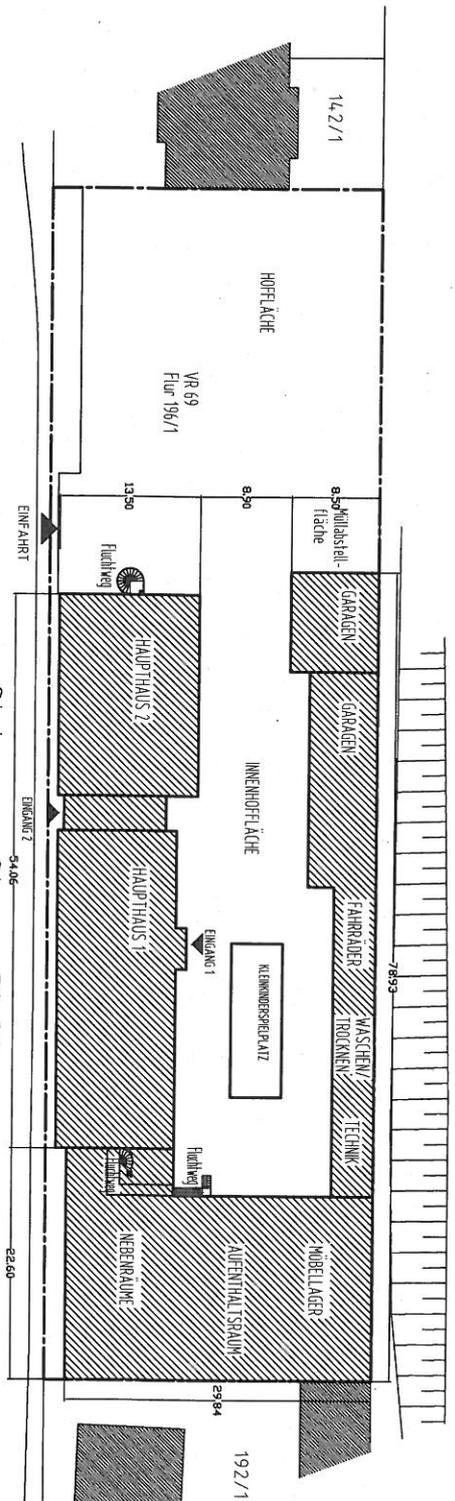 142/1
HOFFLÄCHE
VR 69
Flur 196/1
13.50
8.90
8.50
Müllabstell-
fläche
EINFAHRT
Fluchtweg
GARAGEN
GARAGEN
HAUPTHAUS 2
INNENHOFFLÄCHE
EINGANG 2
HAUPTHAUS 1
EINGANG 1
KLEINKINDERSPIELPLATZ
FAHRRÄDER
WASCHEN/
TROCKNEN
TECHNIK
78.93
54.06
Fluchtweg
Fluchtweg
NEBENRÄUME
AUFENTHALTSRAUM
MÖBELLAGER
22.60
29.84
192/1